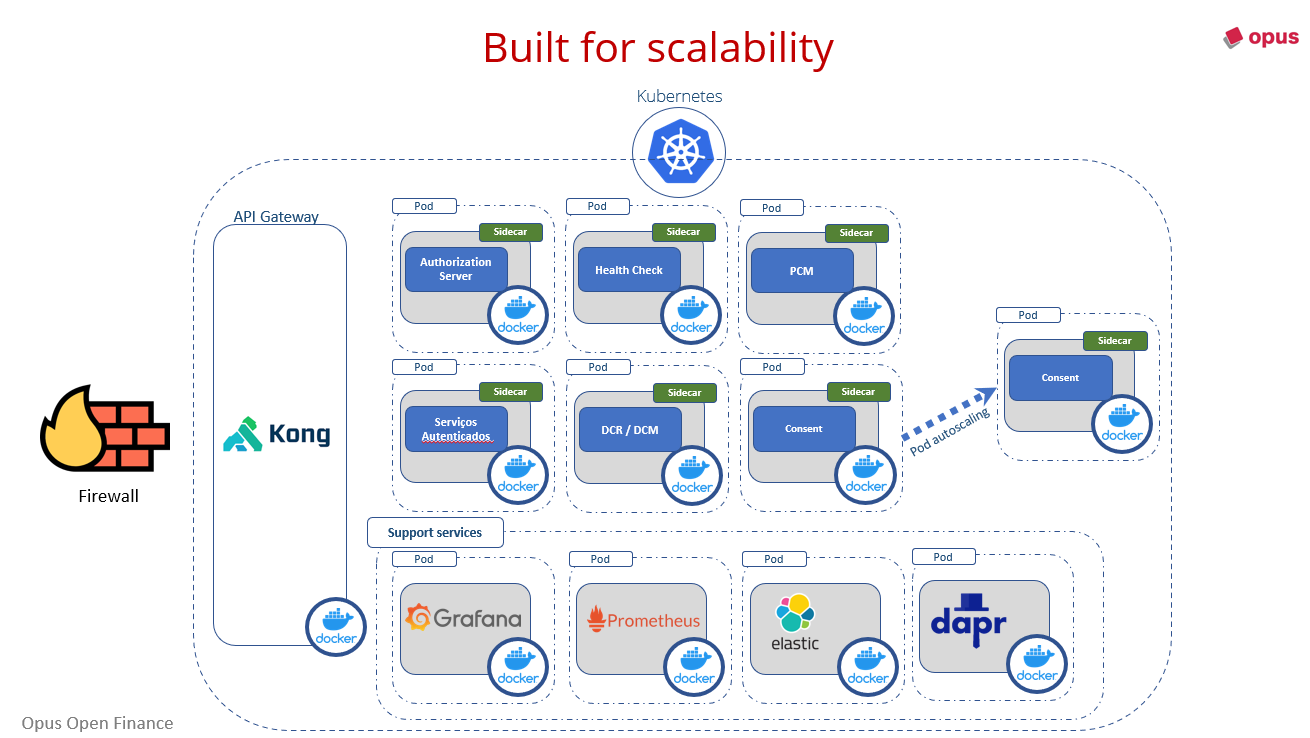 Built for scalability
opus
Kubernetes
API Gateway
Kong
docker
Firewall
Pod
Sidecar
Authorization
Server
docker
Pod
Sidecar
Health Check
docker
Pod
Sidecar
PCM
docker
Pod
Sidecar
Serviços
Autenticados
docker
Pod
Sidecar
DCR / DCM
docker
Pod
Sidecar
Consent
docker
Pod autoscaling
Pod
Sidecar
Consent
docker
Support services
Pod
Grafana
docker
Pod
Prometheus
docker
Pod
elastic
docker
Pod
dapr
docker
Opus Open Finance